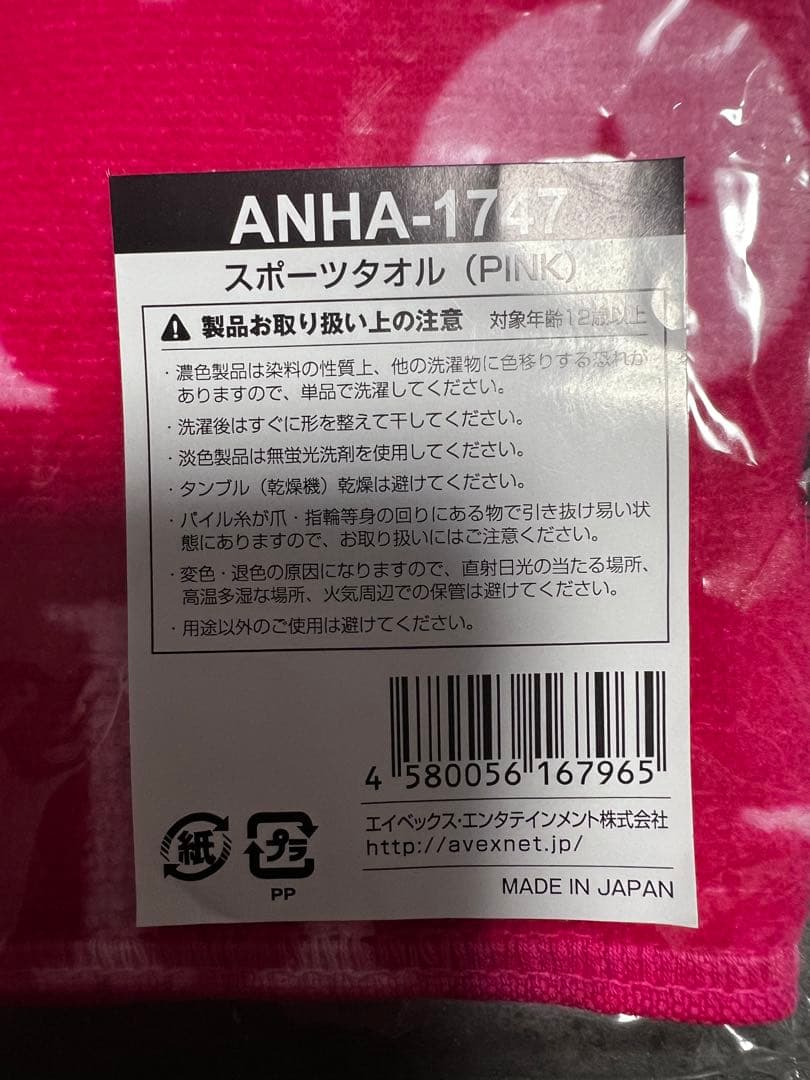 ANHA-1747
スポーツタオル（PINK）
製品お取り扱い上の注意 対象年齢12歳以上
・濃色製品は染料の性質上、他の洗濯物に色移りする恐れが
ありますので、単品で洗濯してください。
・洗濯後はすぐに形を整えて干してください。
・淡色製品は無蛍光洗剤を使用してください。
・タンブル（乾燥機）乾燥は避けてください。
・パイル糸が爪・指輪等身の回りにある物で引き抜け易い状
態にありますので、お取り扱いにはご注意ください。
・変色・退色の原因になりますので、直射日光の当たる場所、
高温多湿な場所、火気周辺での保管は避けてください。
・用途以外のご使用は避けてください。
4 580056 167965
エイベックス・エンタテインメント株式会社
http://avexnet.jp/
紙 プラ
PP
MADE IN JAPAN